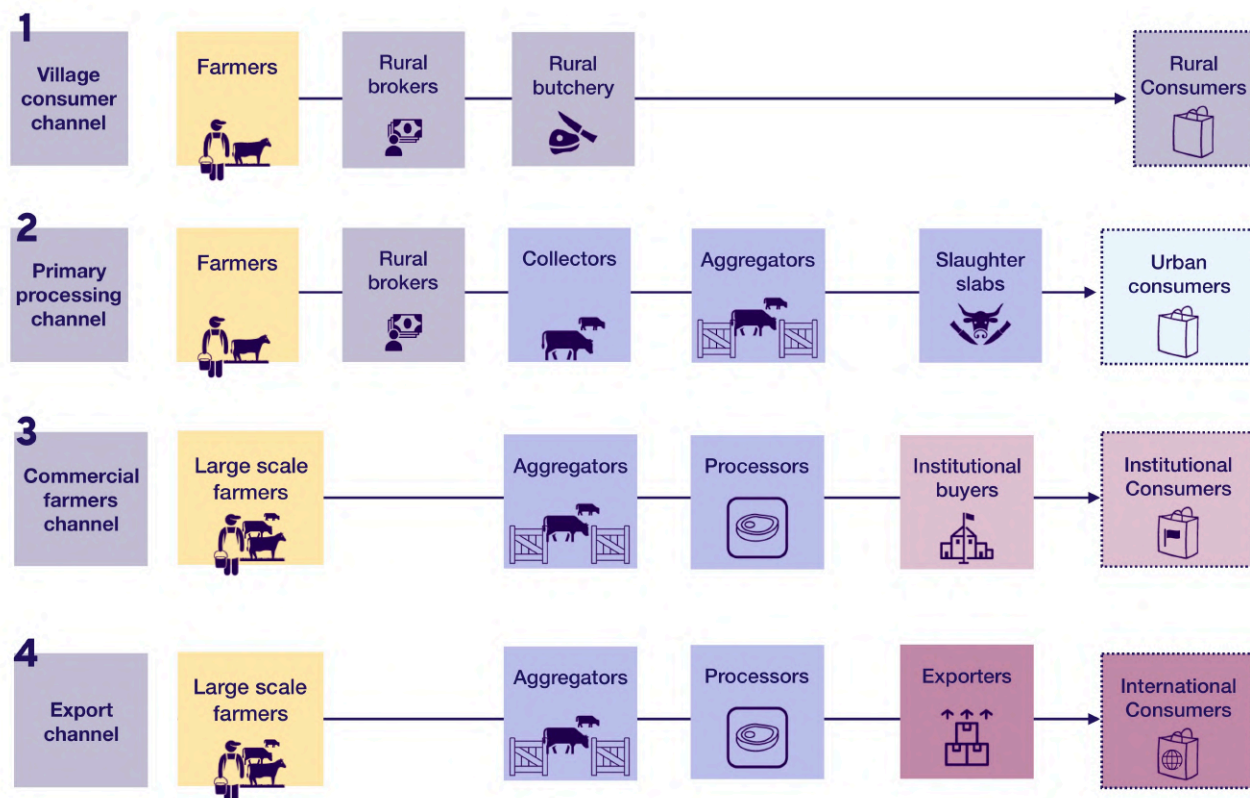 1
Village
consumer
channel
Farmers
Rural
brokers
Rural
butchery
Rural
Consumers
2
Primary
processing
channel
Farmers
Rural
brokers
Collectors
Aggregators
Slaughter
slabs
Urban
consumers
3
Commercial
farmers
channel
Large scale
farmers
Aggregators
Processors
Institutional
buyers
Institutional
Consumers
4
Export
channel
Large scale
farmers
Aggregators
Processors
Exporters
International
Consumers